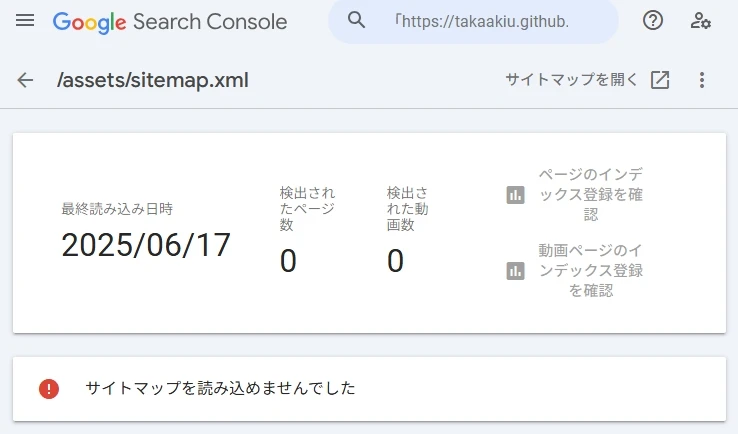 Google Search Console
「https://takaakiu.github.
/assets/sitemap.xml
サイトマップを開く
最終読み込み日時
2025/06/17
検出され
たページ
数
0
検出さ
れた動
画数
0
ページのインデ
ックス登録を確
認
動画ページのイ
ンデックス登録
を確認
サイトマップを読み込めませんでした